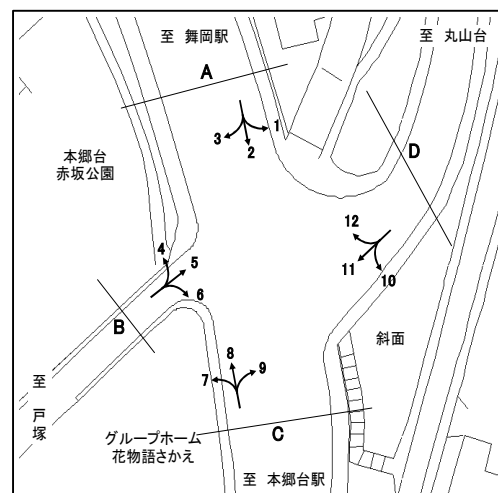 至 舞岡駅
至 丸山台
A
1
2
3
本郷台
赤坂公園
D
12
11
10
4
5
6
B
斜面
8
9
7
至 戸塚
C
グループホーム
花物語さかえ
至 本郷台駅